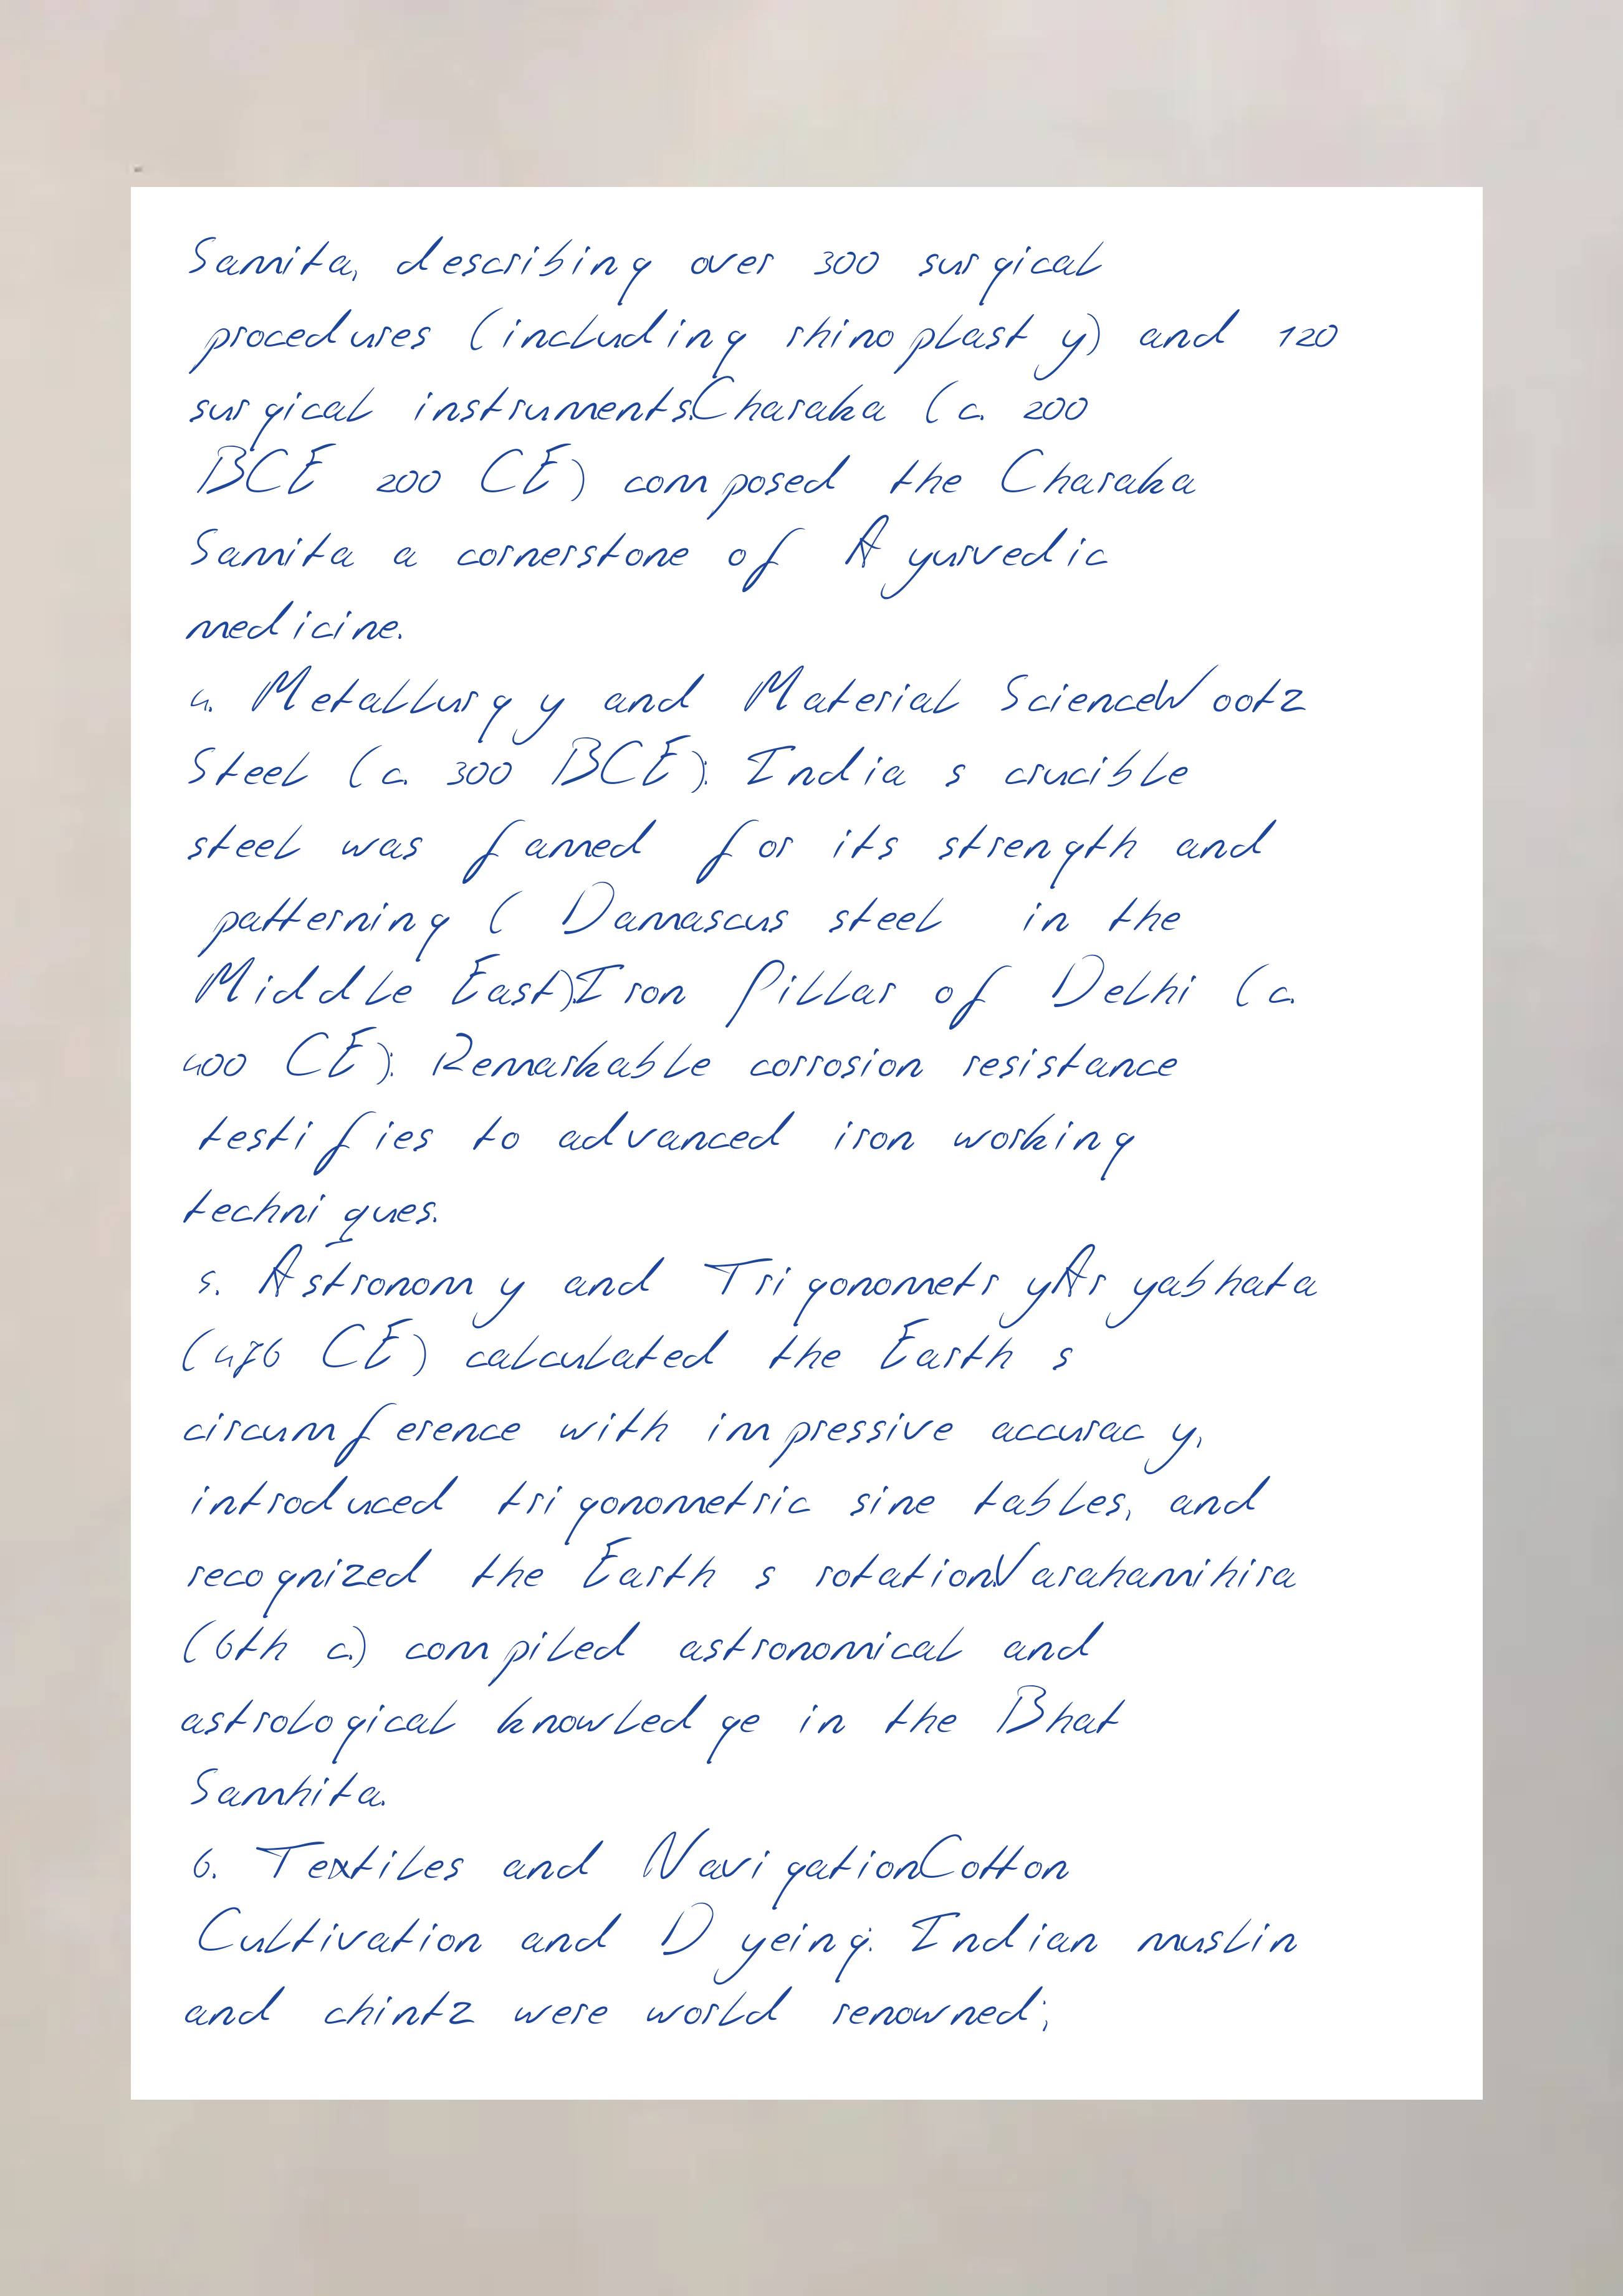 Samita, describing over 300 surgical
procedures (including rhinoplasty) and 120
surgical instruments.Charaka (c. 200
BCE 200 CE) composed the Charaka
Samita a cornerstone of Ayurvedic
medicine.
4. Metallurgy and Material ScienceWootz
Steel (c. 300 BCE): India s crucible
steel was famed for its strength and
patterning ( Damascus steel in the
Middle East).Iron Pillar of Delhi (c.
400 CE): Remarkable corrosion resistance
testifies to advanced iron working
techniques.
5. Astronomy and TrigonometryAryabhata
(476 CE) calculated the Earth s
circumference with impressive accuracy,
introduced trigonometric sine tables, and
recognized the Earth s rotation.Varahamihira
(6th c.) compiled astronomical and
astrological knowledge in the Bhat
Samhita.
6. Textiles and NavigationCotton
Cultivation and Dyeing: Indian muslin
and chintz were world renowned;